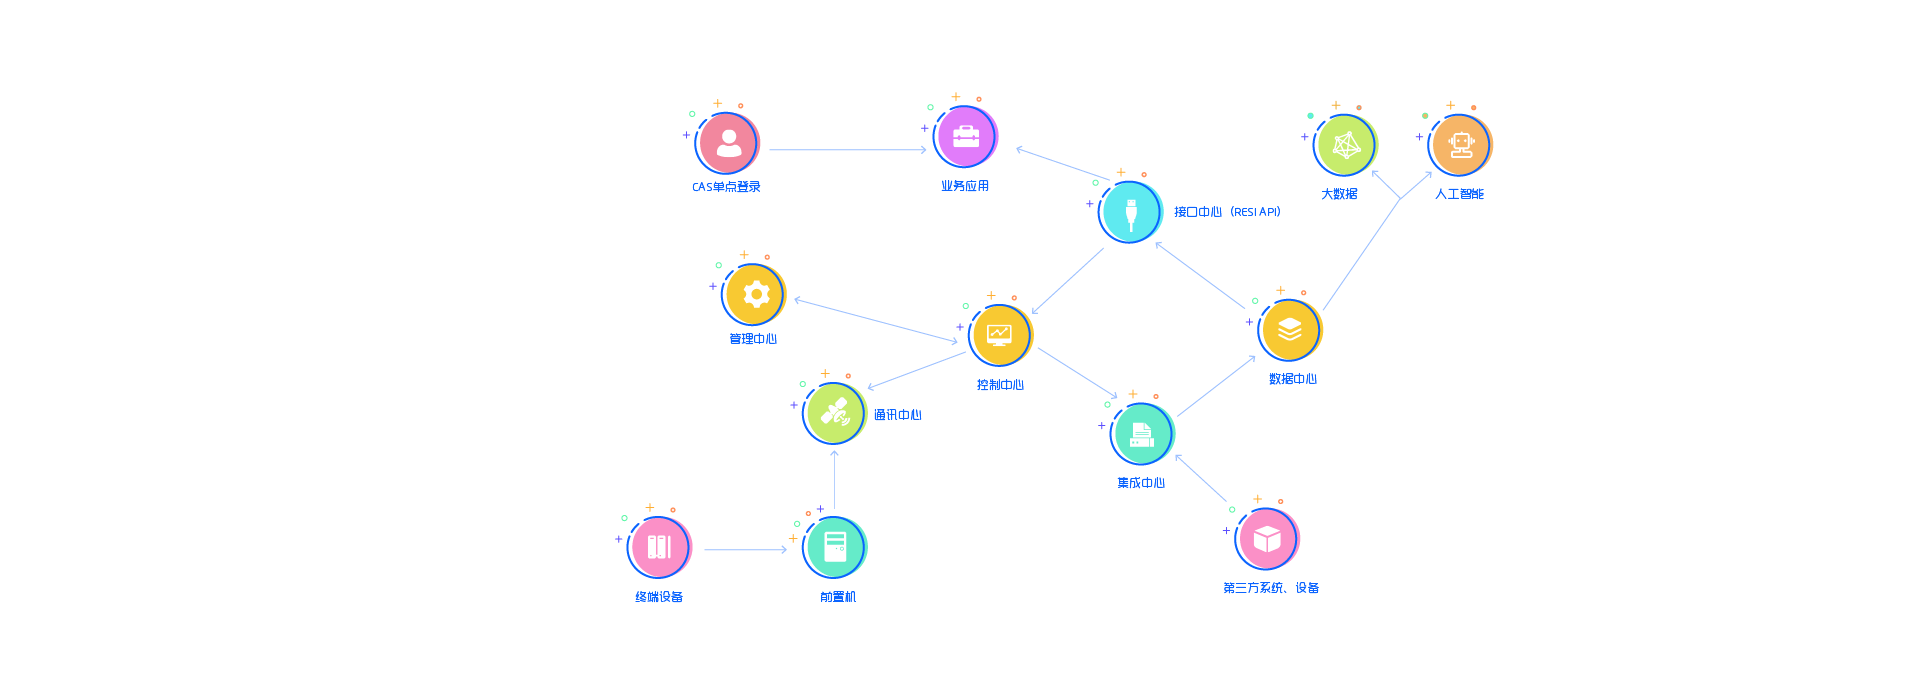 CAS单点登录
业务应用
大数据
人工智能
接口中心（RESI API）
管理中心
控制中心
数据中心
通讯中心
集成中心
终端设备
前置机
第三方系统、设备